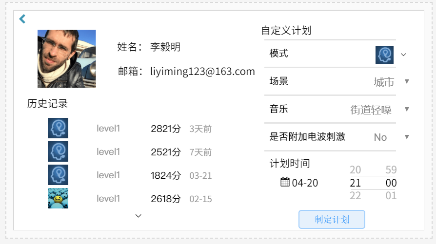 姓名： 李毅明
邮箱： liyiming123@163.com
历史记录
level1 2821分 3天前
level1 2521分 7天前
level1 1824分 03-21
level1 2618分 02-15
自定义计划
模式
场景 城市
音乐 街道轻噪
是否附加电波刺激 No
计划时间
20 59
04-20 21 00
22 01
制定计划